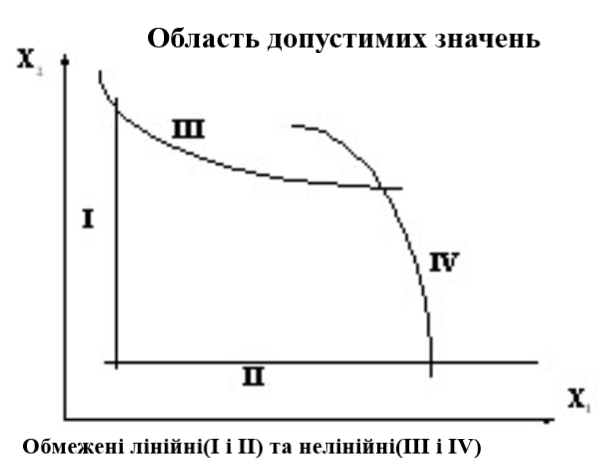 Область допустимих значень
X₂
III
I
IV
II
X₁
Обмежені лінійні(I і II) та нелінійні(III і IV)